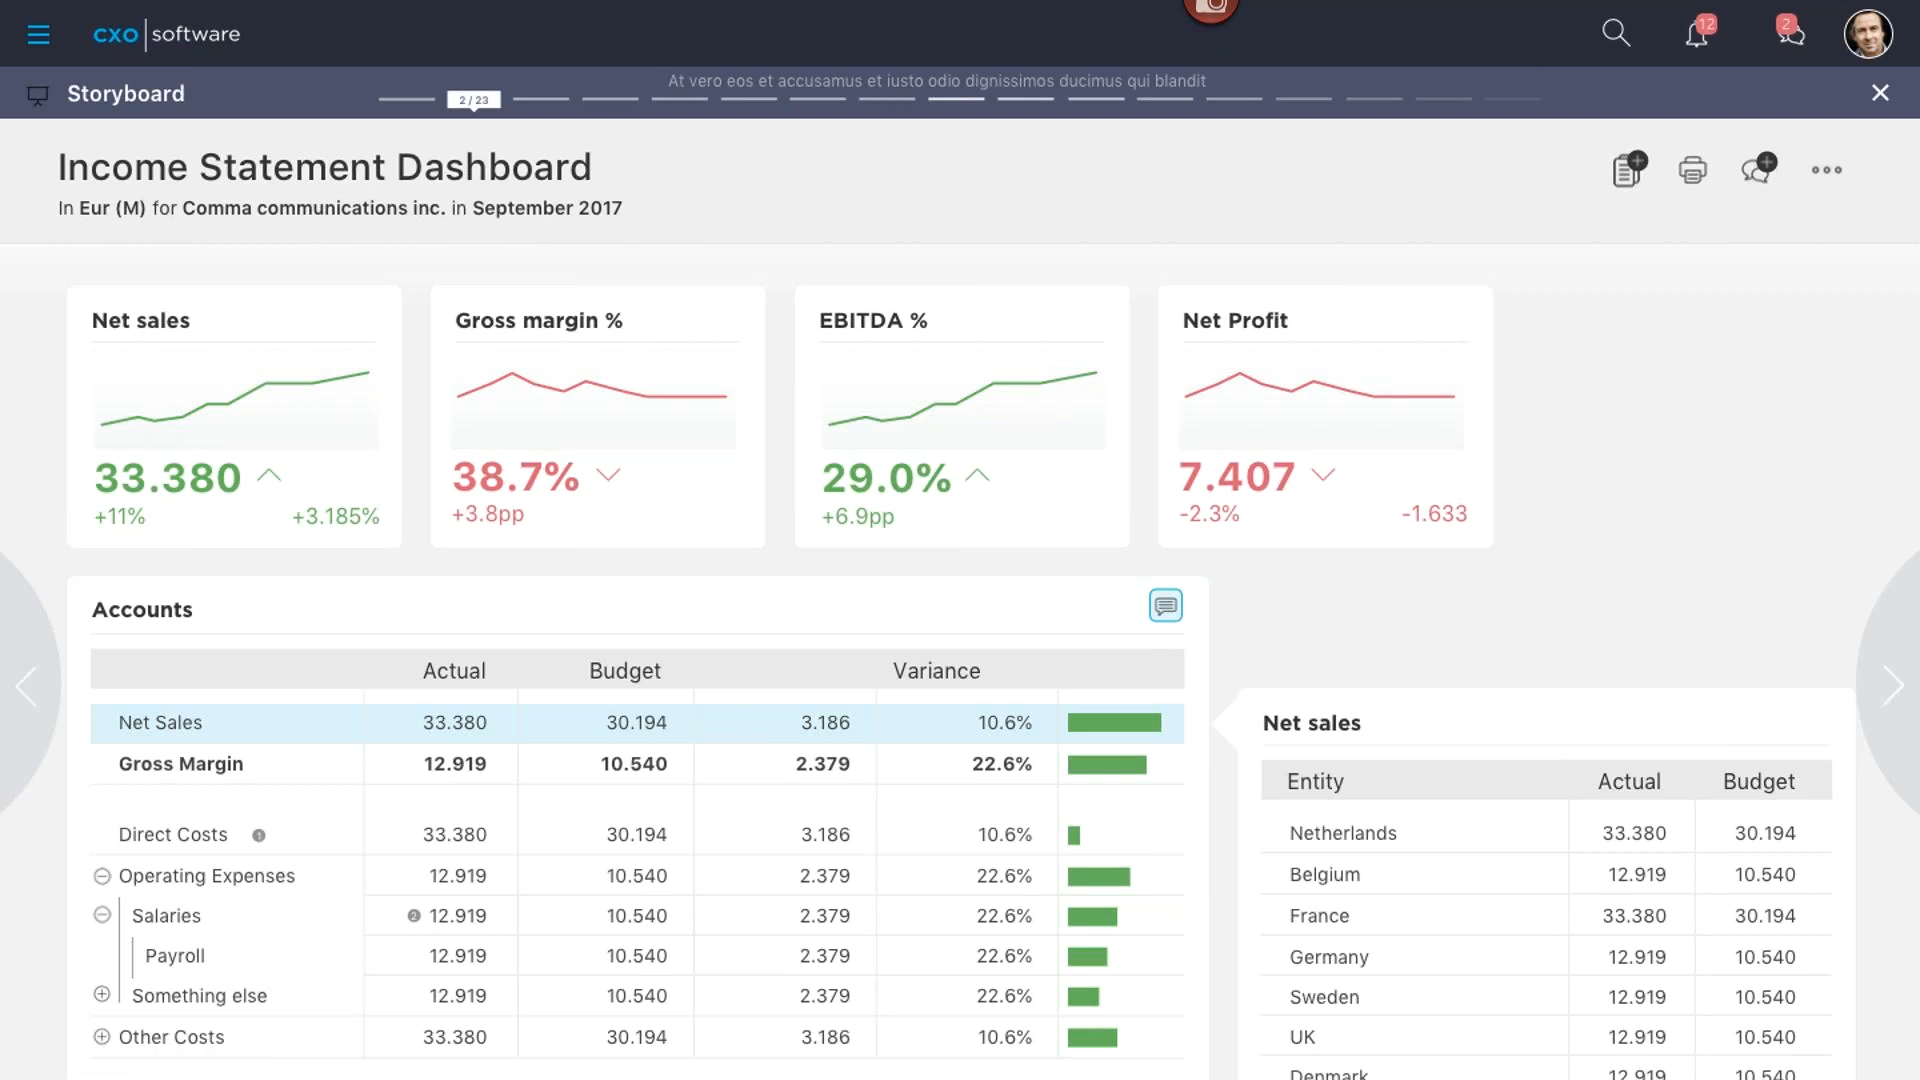 cxo software
12
2
Storyboard
At vero eos et accusamus et iusto odio dignissimos ducimus qui blandit
2 / 23
Income Statement Dashboard
In Eur (M) for Comma communications inc. in September 2017
Net sales
33.380
+11% +3.185%
Gross margin %
38.7%
+3.8pp
EBITDA %
29.0%
+6.9pp
Net Profit
7.407
-2.3% -1.633
Accounts
Actual Budget Variance
Net Sales 33.380 30.194 3.186 10.6%
Gross Margin 12.919 10.540 2.379 22.6%
Direct Costs 1 33.380 30.194 3.186 10.6%
Operating Expenses 12.919 10.540 2.379 22.6%
Salaries 2 12.919 10.540 2.379 22.6%
Payroll 12.919 10.540 2.379 22.6%
Something else 12.919 10.540 2.379 22.6%
Other Costs 33.380 30.194 3.186 10.6%
Net sales
Entity Actual Budget
Netherlands 33.380 30.194
Belgium 12.919 10.540
France 33.380 30.194
Germany 12.919 10.540
Sweden 12.919 10.540
UK 12.919 10.540
Denmark 12.919 10.540